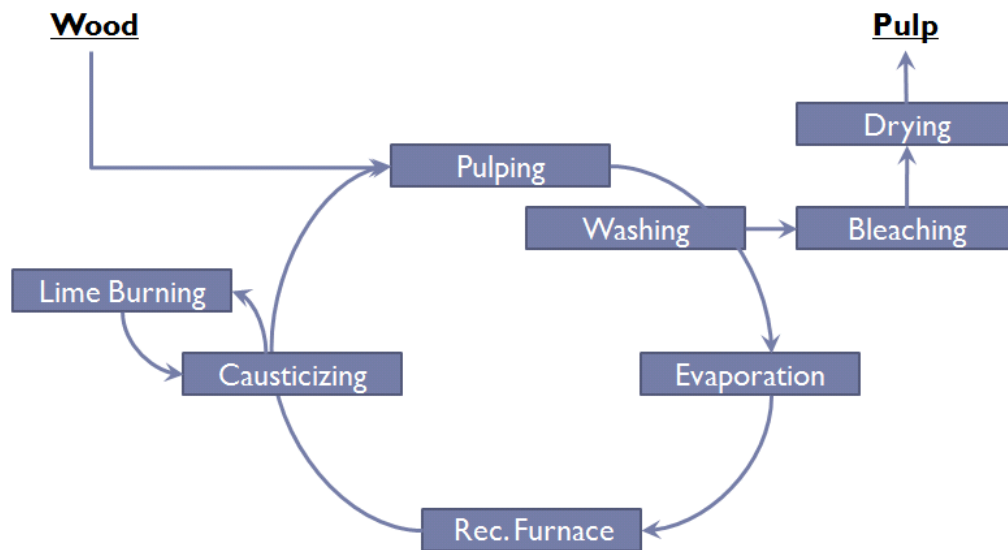 Wood
Pulp
Drying
Pulping
Washing
Bleaching
Lime Burning
Causticizing
Evaporation
Rec. Furnace